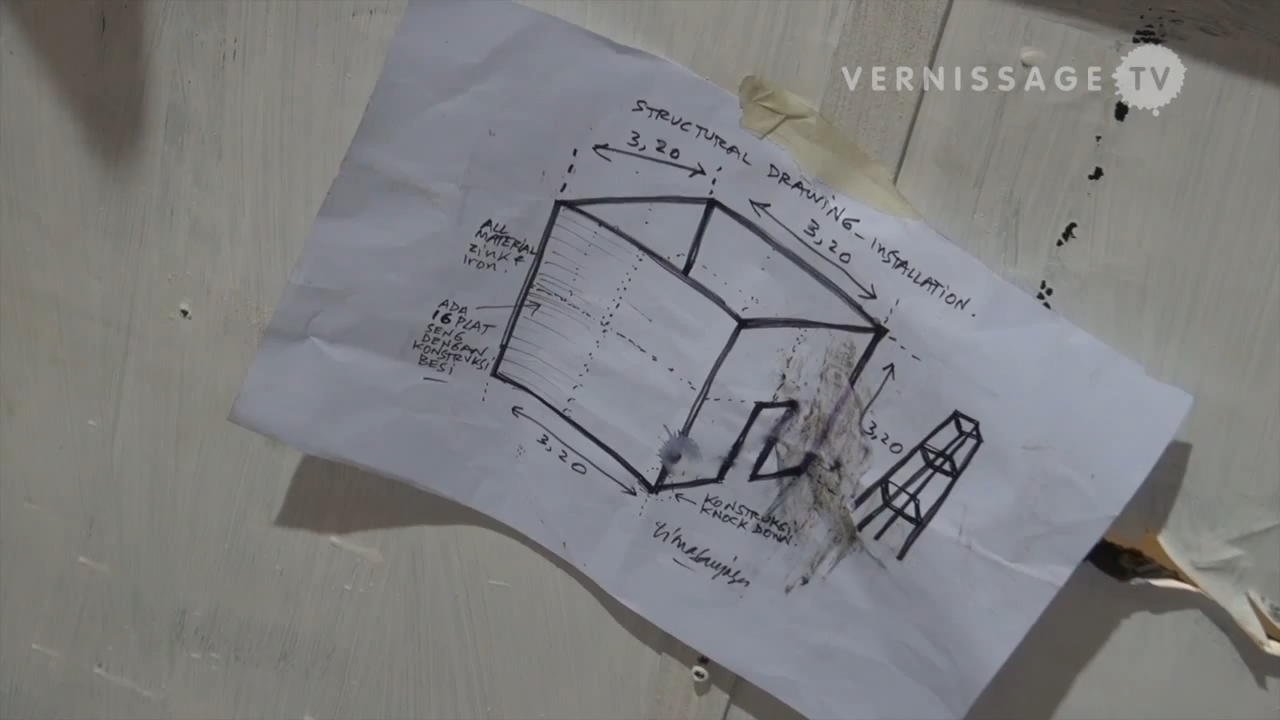 VERNISSAGE TV
STRUCTURAL DRAWING-INSTALLATION.
3,20
3,20
ALL
MATERIAL
zink &
iron.
ADA
16 PLAT
SENG
DENGAN
KONSTRUKSI
BESI
3,20
3,20
KONSTRUKSI
KNOCK DOWN.